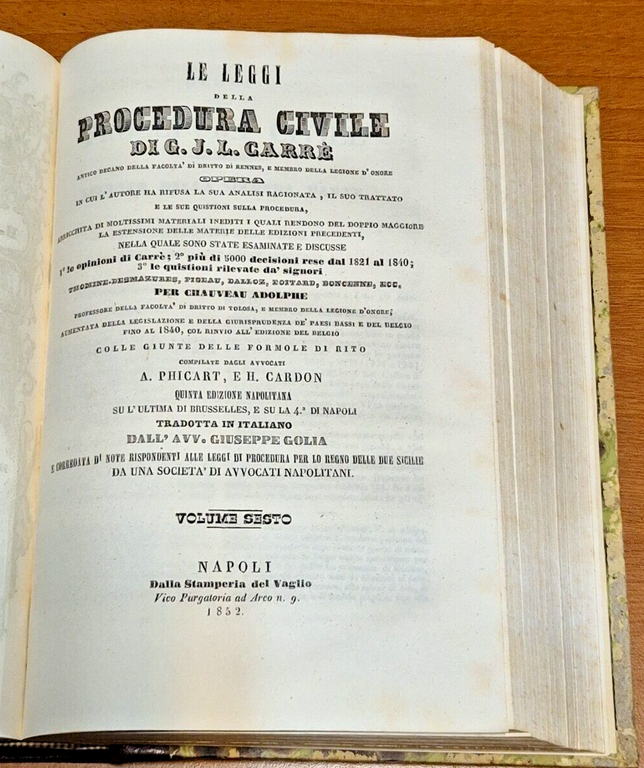 LE LEGGI
DELLA
PROCEDURA CIVILE
DI G. J. L. CARRÈ
ANTICO DECANO DELLA FACOLTA' DI DRITTO DI RENNES, E MEMBRO DELLA LEGIONE D'ONORE
OPERA
IN CUI L'AUTORE HA RIFUSA LA SUA ANALISI RAGIONATA, IL SUO TRATTATO
E LE SUE QUISTIONI SULLA PROCEDURA,
ARRICCHITA DI MOLTISSIMI MATERIALI INEDITI I QUALI RENDONO DEL DOPPIO MAGGIORE
LA ESTENSIONE DELLE MATERIE DELLE EDIZIONI PRECEDENTI,
NELLA QUALE SONO STATE ESAMINATE E DISCUSSE
1° le opinioni di Carrè; 2° più di 5000 decisioni rese dal 1821 al 1840;
3° le quistioni rilevate da' signori
THOMINE-DESMAZURES, PIGEAU, DALLOZ, BOITARD, BONCENNE, ECC.
PER CHAUVEAU ADOLPHE
PROFESSORE DELLA FACOLTA' DI DRITTO DI TOLOSA, E MEMBRO DELLA LEGIONE D'ONORE;
AUMENTATA DELLA LEGISLAZIONE E DELLA GIURISPRUDENZA DE' PAESI BASSI E DEL BELGIO
FINO AL 1840, COL RINVIO ALL'EDIZIONE DEL BELGIO
COLLE GIUNTE DELLE FORMOLE DI RITO
COMPILATE DAGLI AVVOCATI
A. PHICART, E H. CARDON
QUINTA EDIZIONE NAPOLITANA
SU L'ULTIMA DI BRUSSELLES, E SU LA 4.ª DI NAPOLI
TRADOTTA IN ITALIANO
DALL' AVV. GIUSEPPE GOLIA
E CORREDATA DI NOTE RISPONDENTI ALLE LEGGI DI PROCEDURA PER LO REGNO DELLE DUE SICILIE
DA UNA SOCIETA' DI AVVOCATI NAPOLITANI.
VOLUME SESTO
NAPOLI
Dalla Stamperia del Vaglio
Vico Purgatoria ad Arco n. 9.
1852.